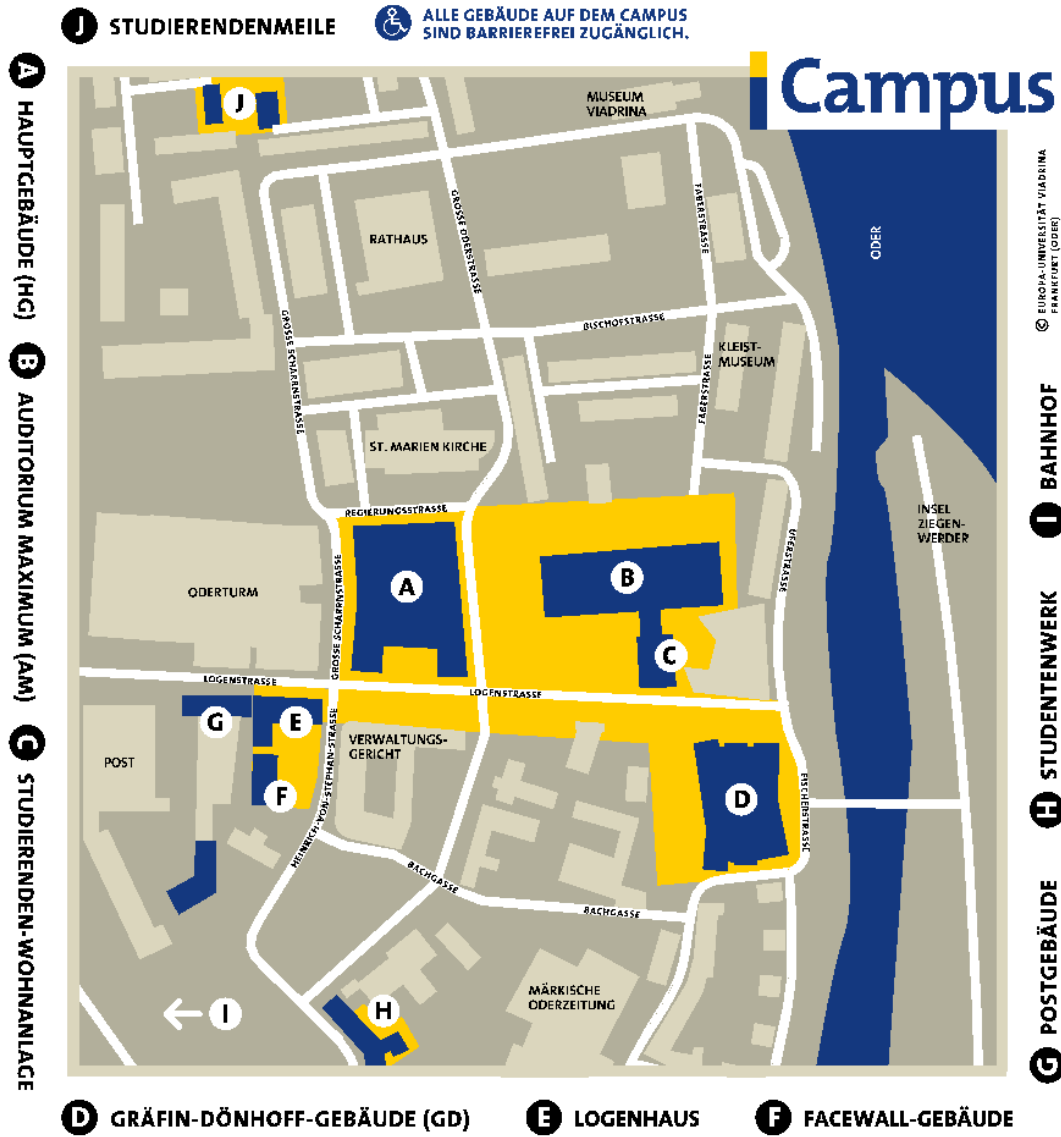 J STUDIERENDENMEILE
ALLE GEBÄUDE AUF DEM CAMPUS
SIND BARRIEREFREI ZUGÄNGLICH.
Campus
A HAUPTGEBÄUDE (HG)
B AUDITORIUM MAXIMUM (AM)
C STUDIERENDEN-WOHNANLAGE
J
MUSEUM
VIADRINA
RATHAUS
GROSSE ODERSTRASSE
FABERSTRASSE
ODER
GROSSE SCHARRNSTRASSE
BISCHOFSTRASSE
KLEIST-
MUSEUM
FABERSTRASSE
ST. MARIEN KIRCHE
REGIERUNGSSTRASSE
INSEL
ZIEGEN-
WERDER
UFERSTRASSE
ODERTURM
GROSSE SCHARRNSTRASSE
A
B
C
LOGENSTRASSE
LOGENSTRASSE
G
E
VERWALTUNGS-
GERICHT
POST
F
D
HEINRICH-VON-STEPHAN-STRASSE
FISCHERSTRASSE
BACHGASSE
BACHGASSE
MÄRKISCHE
ODERZEITUNG
H
I
© EUROPA-UNIVERSITÄT VIADRINA
FRANKFURT (ODER)
I BAHNHOF
H STUDENTENWERK
G POSTGEBÄUDE
D GRÄFIN-DÖNHOFF-GEBÄUDE (GD)
E LOGENHAUS
F FACEWALL-GEBÄUDE